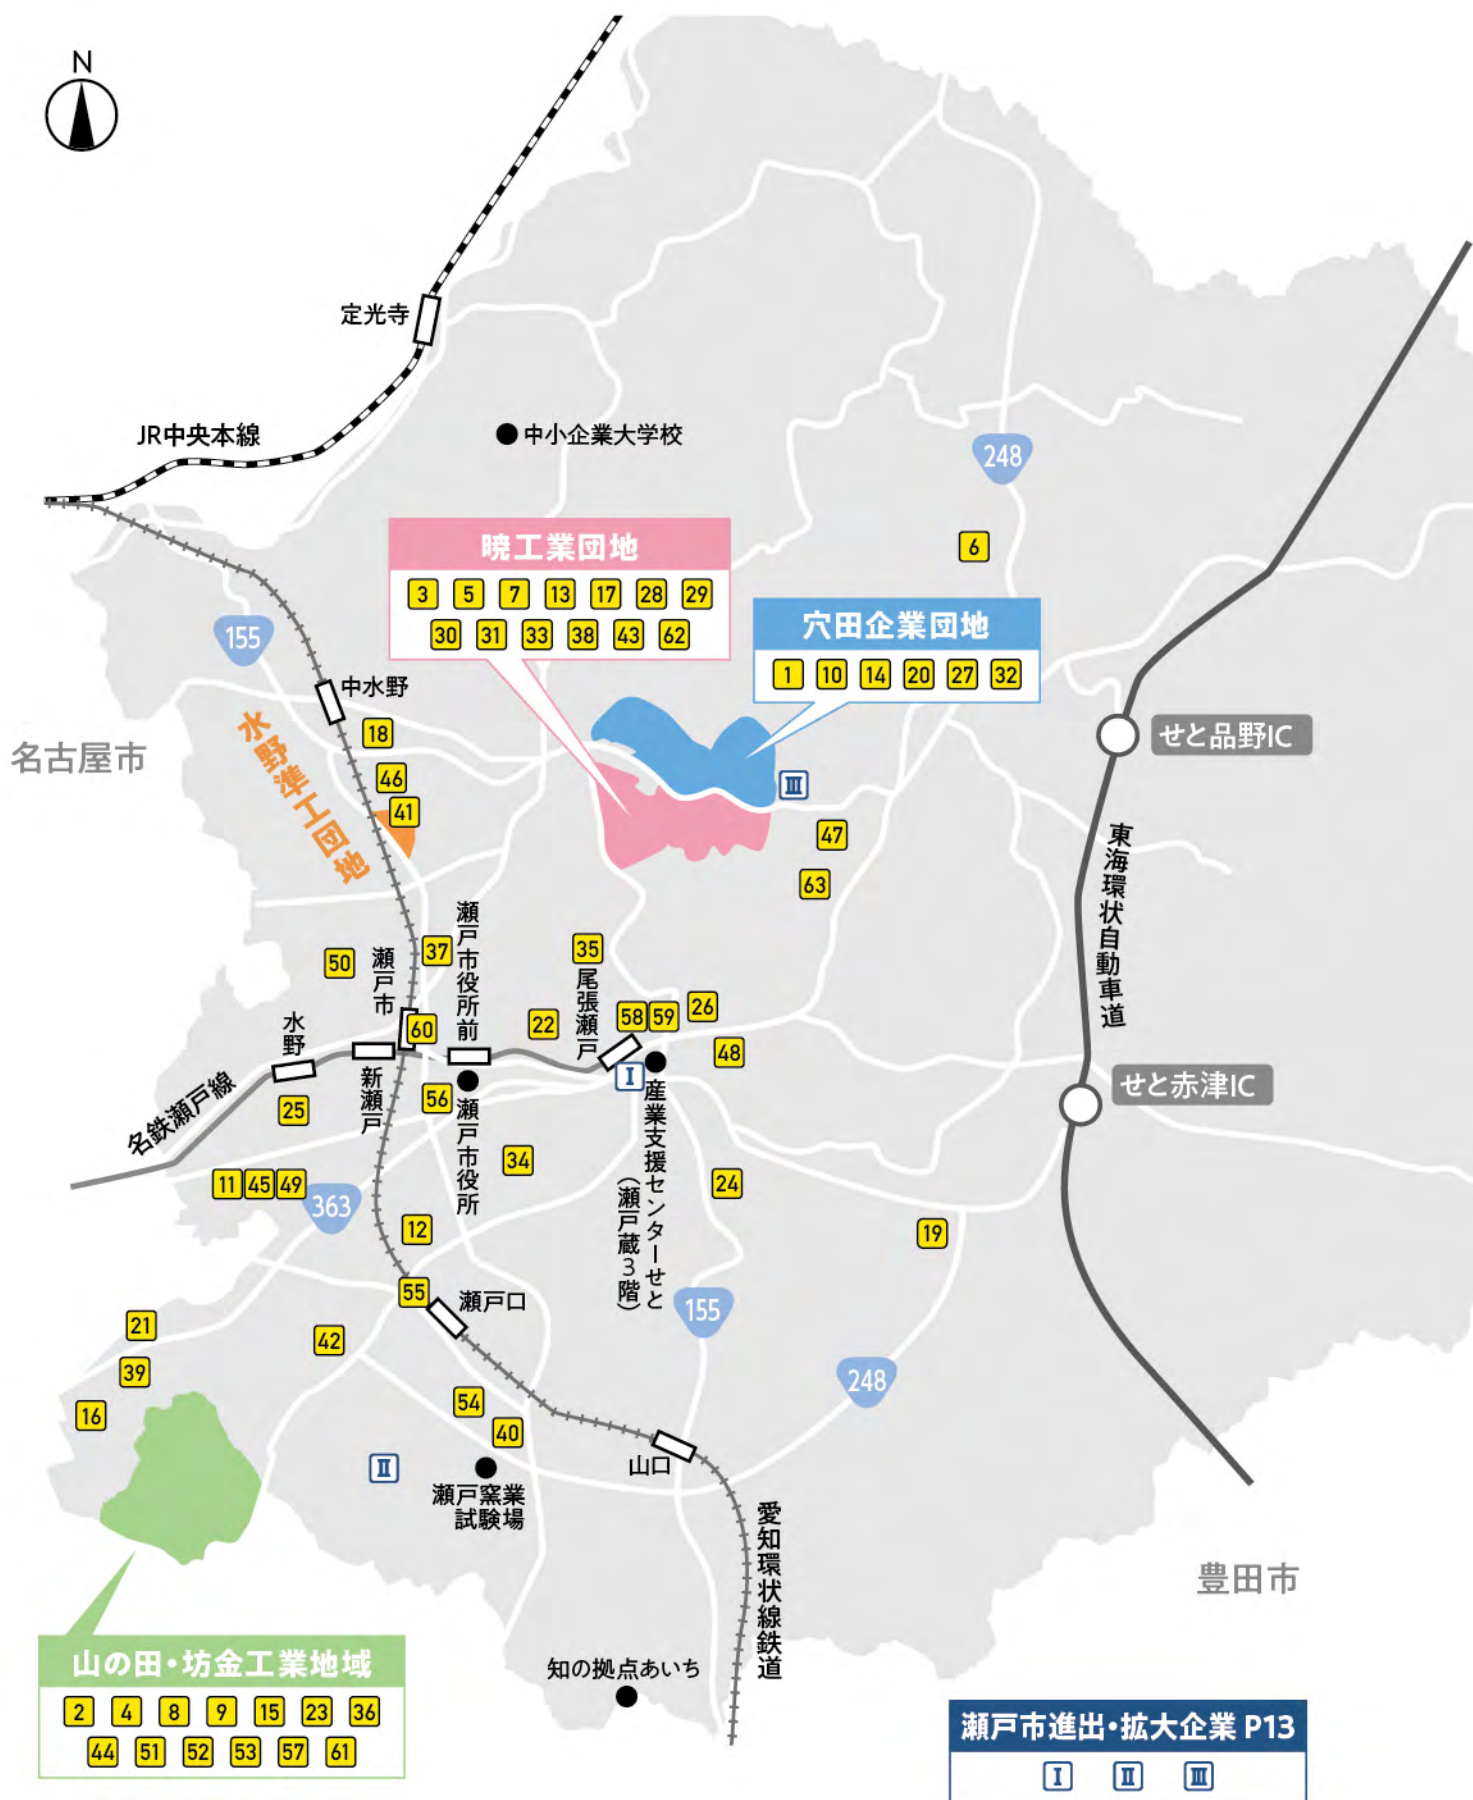 N
定光寺
JR中央本線
中小企業大学校
248
6
暁工業団地
3 5 7 13 17 28 29
30 31 33 38 43 62
穴田企業団地
1 10 14 20 27 32
155
中水野
18
名古屋市
水野準工団地
46
41
Ⅲ
せと品野IC
47
63
東海環状自動車道
50
瀬戸市
37
瀬戸市役所前
35
尾張瀬戸
58 59
26
48
22
水野
60
新瀬戸
名鉄瀬戸線
25
56
瀬戸市役所
Ⅰ
産業支援センターせと
(瀬戸蔵3階)
せと赤津IC
34
24
11 45 49
363
12
19
55
瀬戸口
155
21
42
39
16
248
54
40
Ⅱ
瀬戸窯業
試験場
山口
愛知環状線鉄道
豊田市
山の田・坊金工業地域
2 4 8 9 15 23 36
44 51 52 53 57 61
知の拠点あいち
瀬戸市進出・拡大企業 P13
Ⅰ Ⅱ Ⅲ